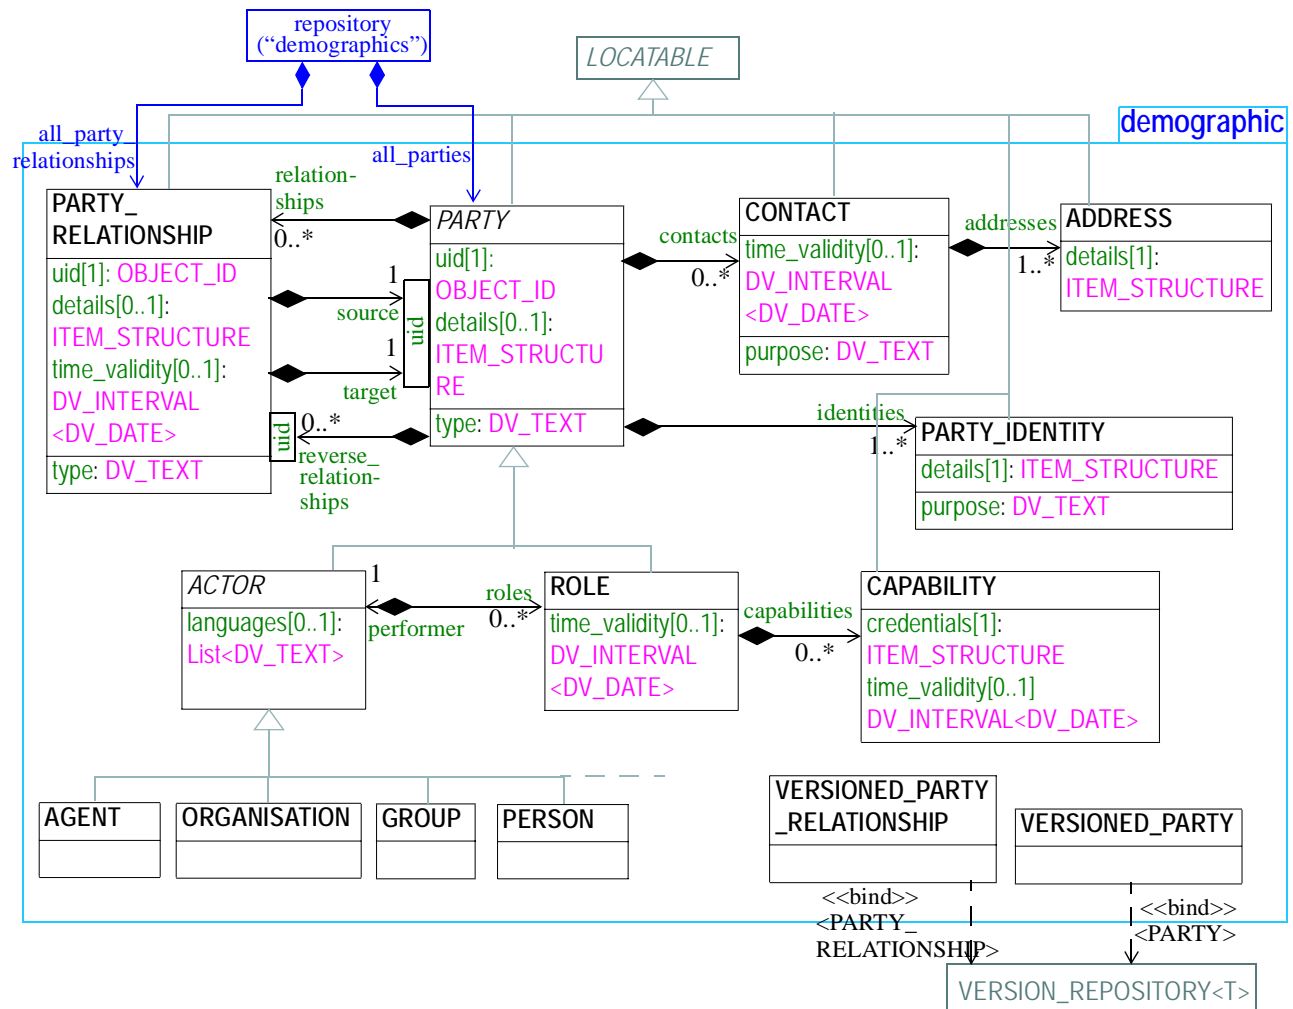 repository
(“demographics”)
LOCATABLE
demographic
all_party_
relationships
all_parties
relation-
ships
0..*
PARTY_
RELATIONSHIP
uid[1]: OBJECT_ID
details[0..1]:
ITEM_STRUCTURE
time_validity[0..1]:
DV_INTERVAL
<DV_DATE>
type: DV_TEXT
1
source
1
target
uid
uid
0..*
reverse_
relation-
ships
PARTY
uid[1]:
OBJECT_ID
details[0..1]:
ITEM_STRUCTU
RE
type: DV_TEXT
contacts
0..*
CONTACT
time_validity[0..1]:
DV_INTERVAL
<DV_DATE>
purpose: DV_TEXT
addresses
1..*
ADDRESS
details[1]:
ITEM_STRUCTURE
identities
1..*
PARTY_IDENTITY
details[1]: ITEM_STRUCTURE
purpose: DV_TEXT
ACTOR
languages[0..1]:
List<DV_TEXT>
1
performer
roles
0..*
ROLE
time_validity[0..1]:
DV_INTERVAL
<DV_DATE>
capabilities
0..*
CAPABILITY
credentials[1]:
ITEM_STRUCTURE
time_validity[0..1]
DV_INTERVAL<DV_DATE>
AGENT
ORGANISATION
GROUP
PERSON
VERSIONED_PARTY
_RELATIONSHIP
VERSIONED_PARTY
<<bind>>
<PARTY_
RELATIONSHIP>
<<bind>>
<PARTY>
VERSION_REPOSITORY<T>